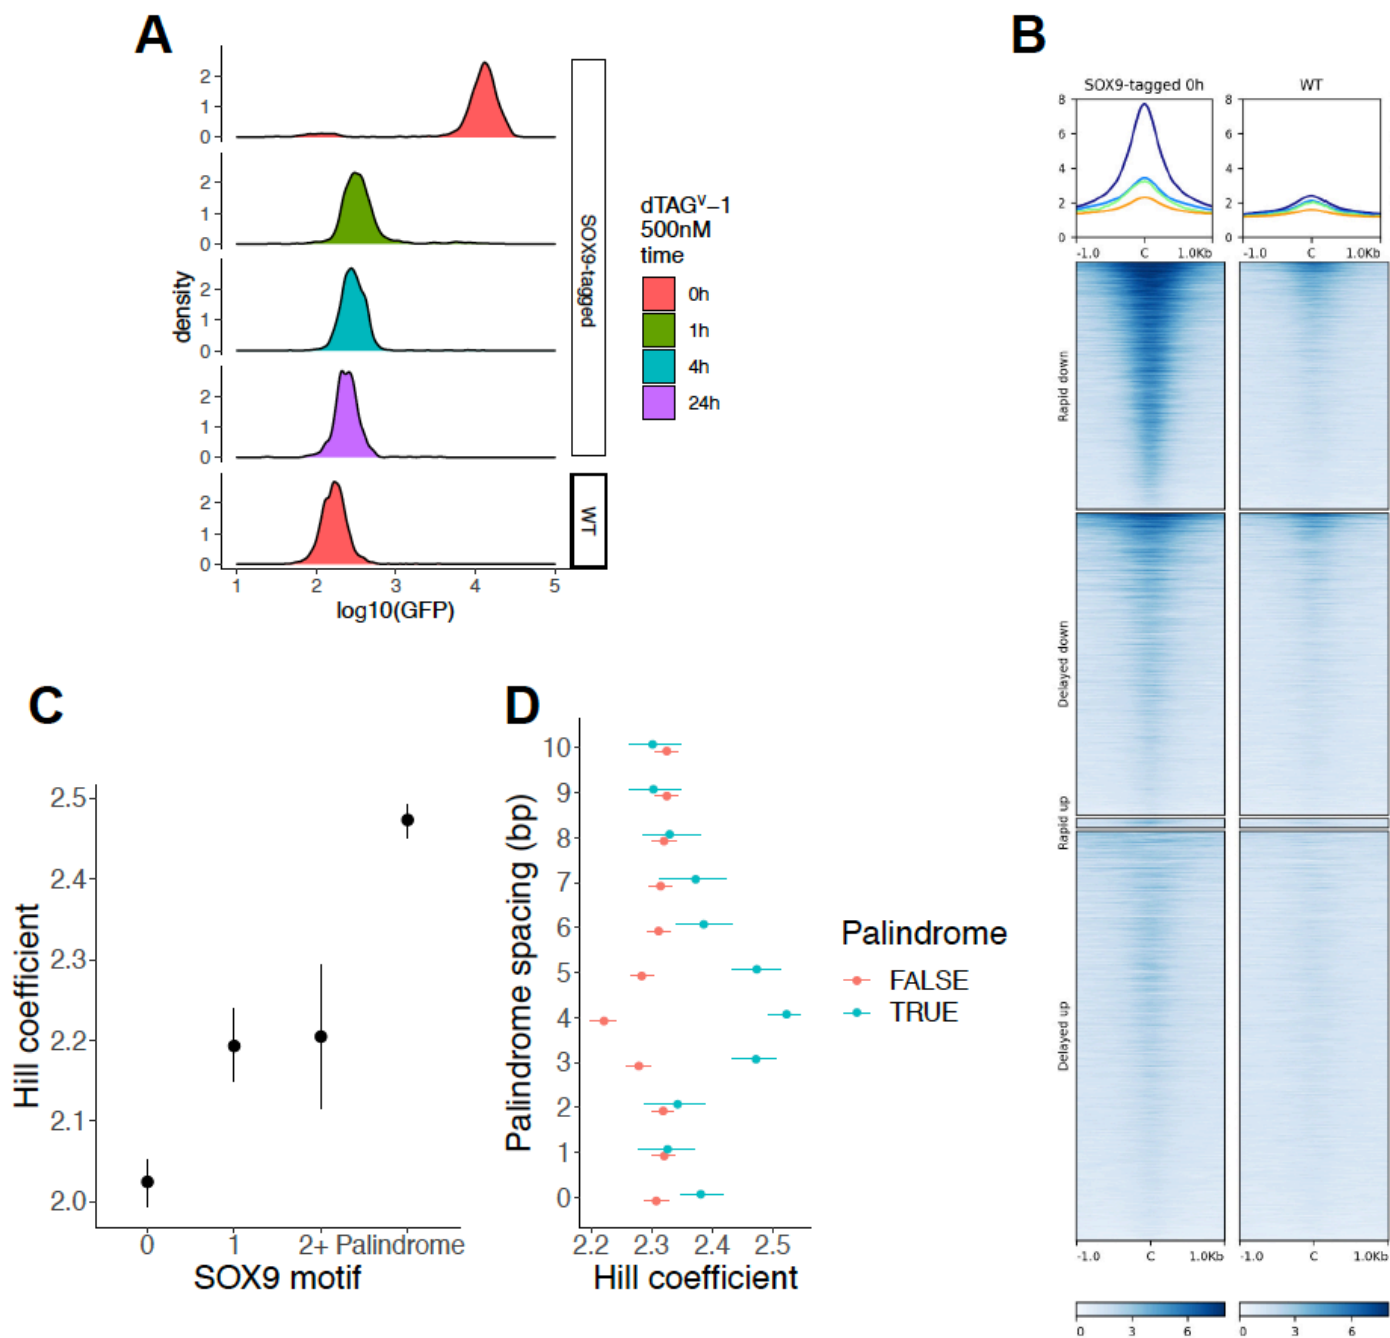 A
2
1
0
2
1
0
2
1
0
2
1
0
2
1
0
density
1 2 3 4 5
log10(GFP)
SOX9-tagged
WT
dTAGV–1
500nM
time
0h
1h
4h
24h
B
SOX9-tagged 0h WT
8
6
4
2
0
8
6
4
2
0
-1.0 C 1.0Kb -1.0 C 1.0Kb
Rapid down
Delayed down
Rapid up
Delayed up
-1.0 C 1.0Kb -1.0 C 1.0Kb
0 3 6 0 3 6
C
2.5
2.4
2.3
2.2
2.1
2.0
Hill coefficient
0 1 2+ Palindrome
SOX9 motif
D
10
9
8
7
6
5
4
3
2
1
0
Palindrome spacing (bp)
2.2 2.3 2.4 2.5
Hill coefficient
Palindrome
FALSE
TRUE